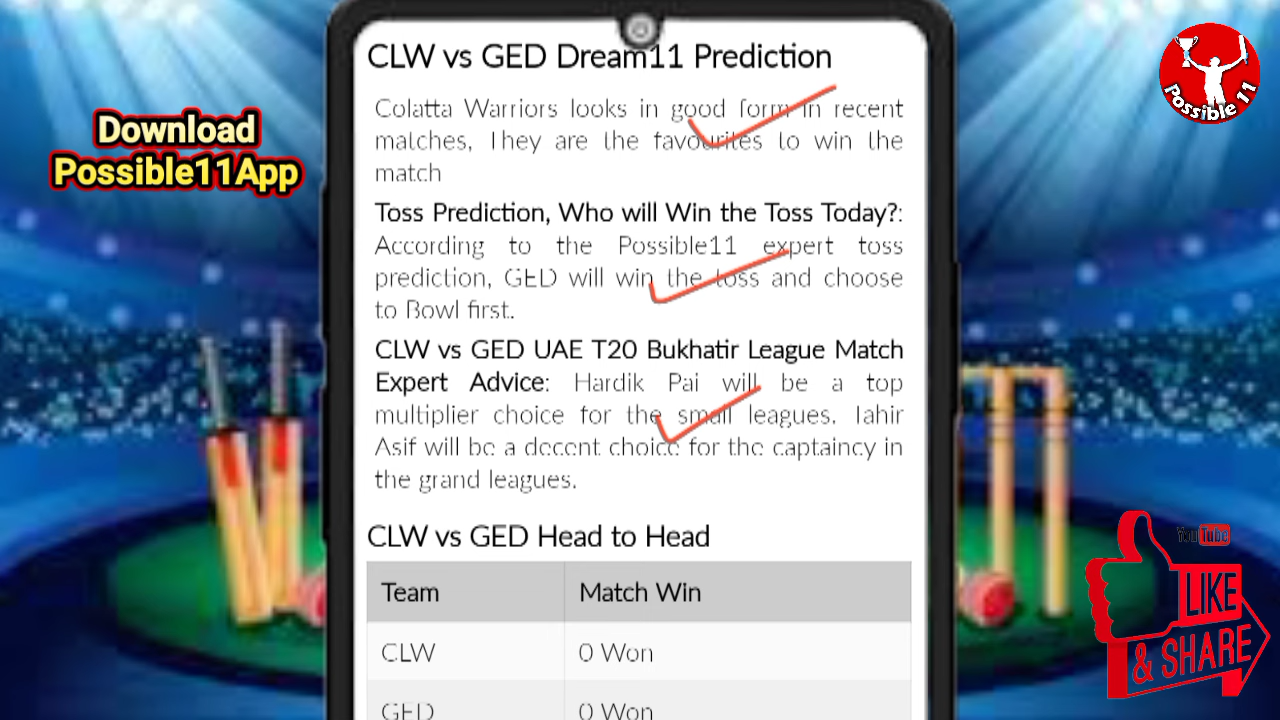 CLW vs GED Dream11 Prediction
Colatta Warriors looks in good form in recent
matches, They are the favourites to win the
match
Toss Prediction, Who will Win the Toss Today?:
According to the Possible11 expert toss
prediction, GED will win the toss and choose
to Bowl first.
CLW vs GED UAE T20 Bukhatir League Match
Expert Advice: Hardik Pai will be a top
multiplier choice for the small leagues. Tahir
Asif will be a decent choice for the captaincy in
the grand leagues.
CLW vs GED Head to Head
Team Match Win
CLW 0 Won
GED 0 Won
Download
Possible11App
Possible 11
YouTube
LIKE
& SHARE